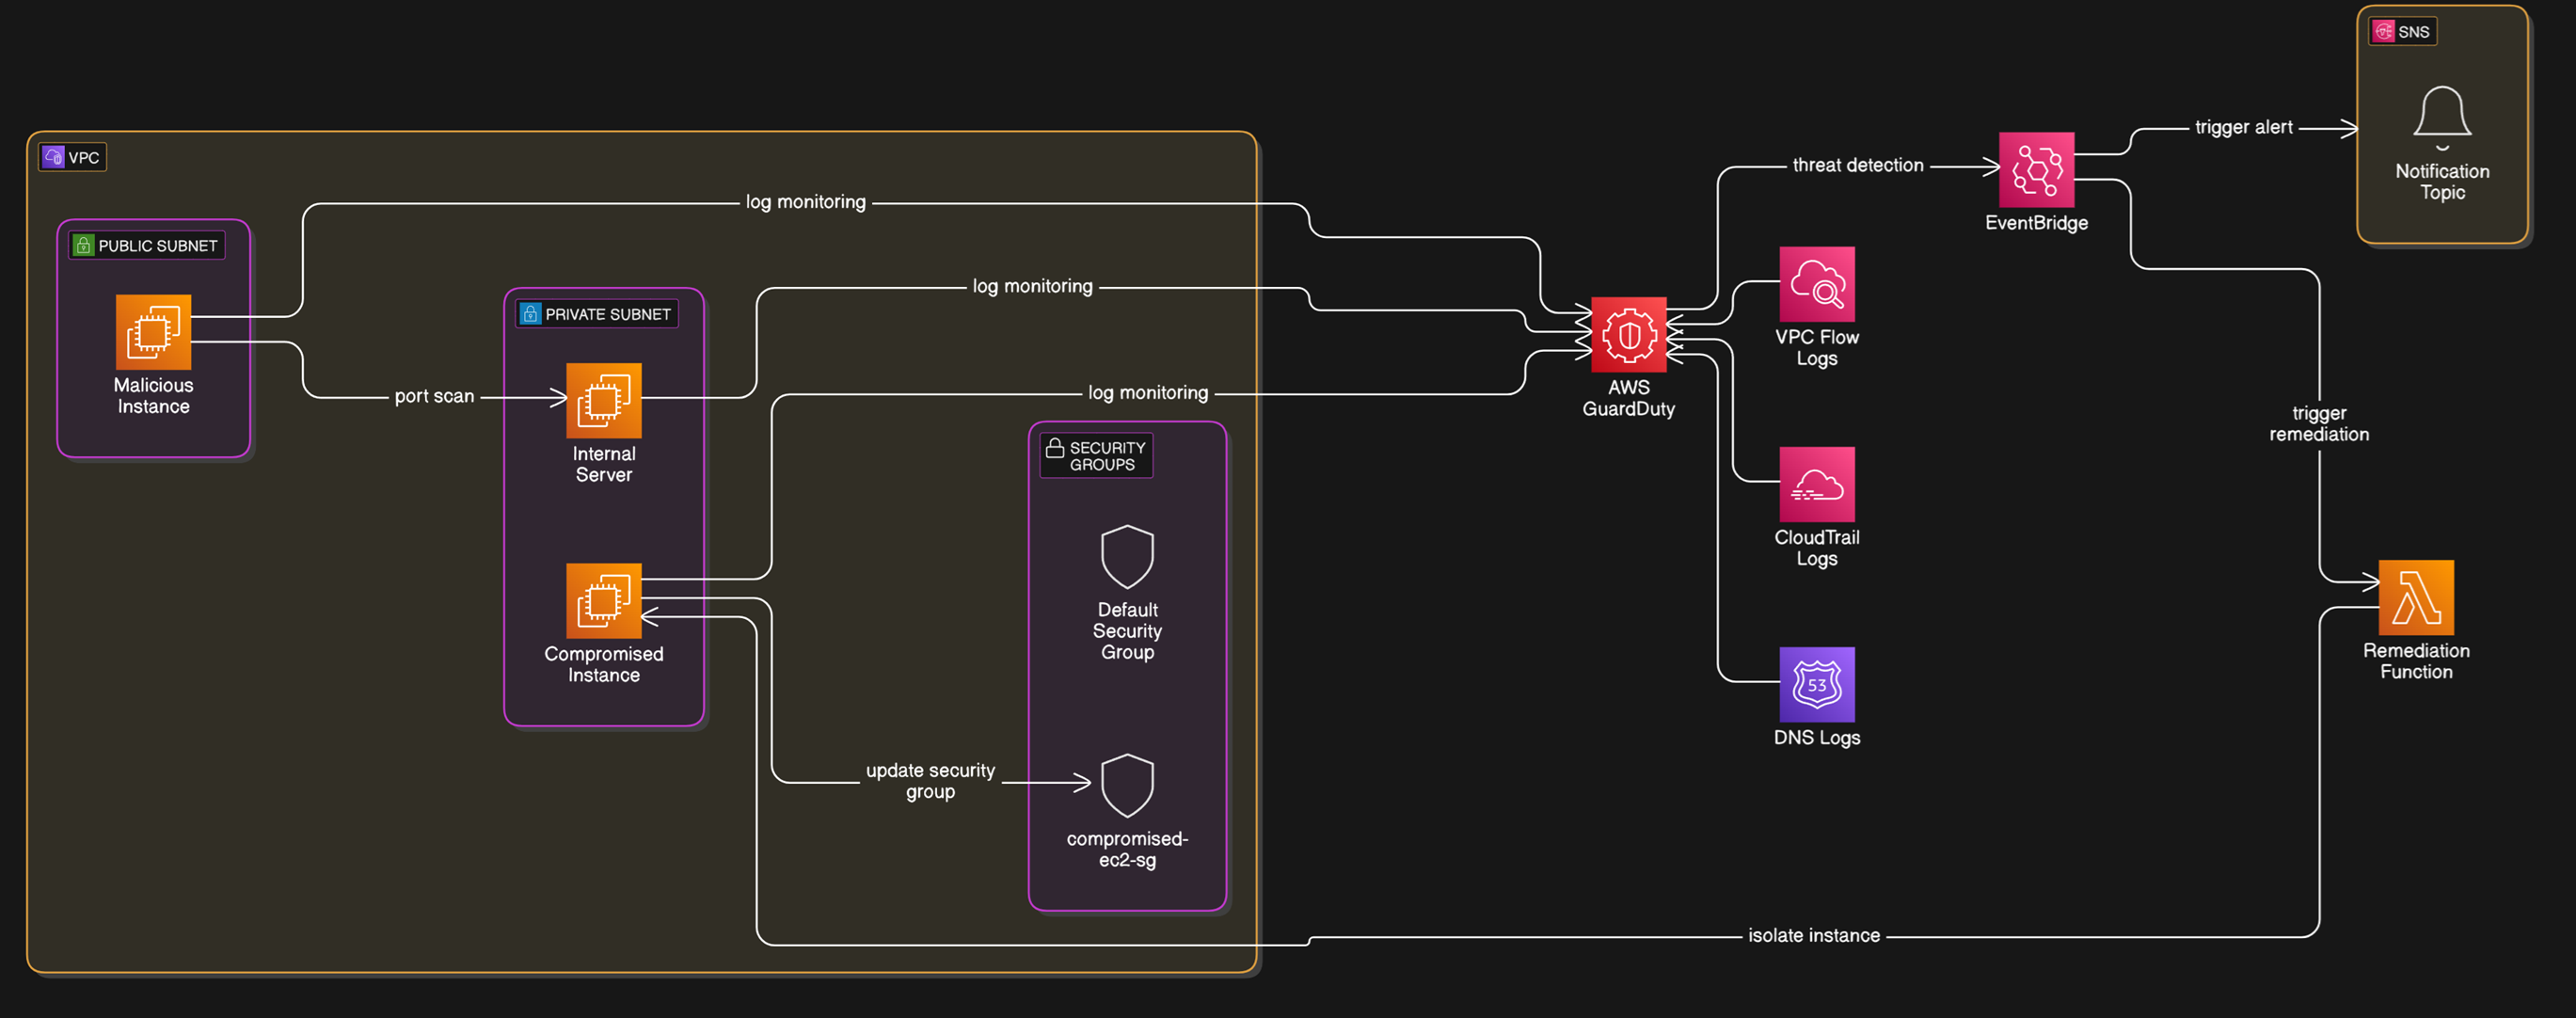 SNS
Notification
Topic
trigger alert
threat detection
EventBridge
VPC
log monitoring
PUBLIC SUBNET
Malicious
Instance
port scan
PRIVATE SUBNET
Internal
Server
log monitoring
log monitoring
Compromised
Instance
SECURITY
GROUPS
Default
Security
Group
update security
group
compromised-
ec2-sg
AWS
GuardDuty
VPC Flow
Logs
CloudTrail
Logs
53
DNS Logs
trigger
remediation
Remediation
Function
isolate instance